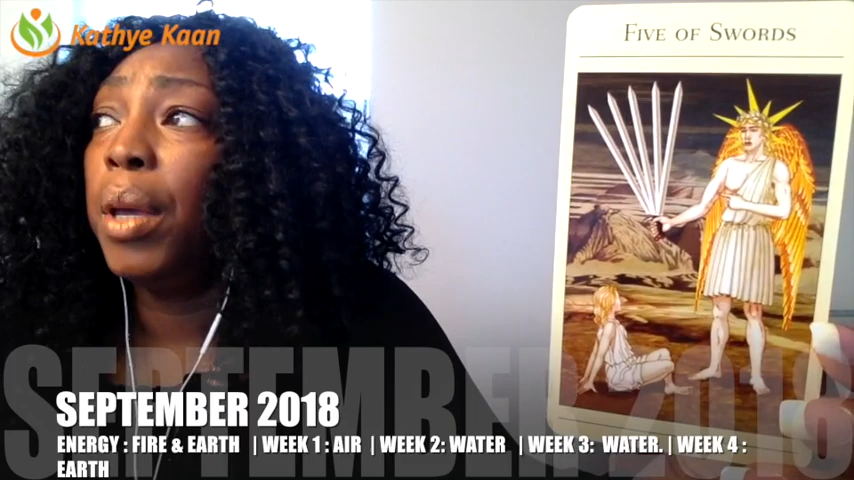 Kathye Kaan
FIVE OF SWORDS
SEPTEMBER 2018
SEPTEMBER 2018
ENERGY : FIRE & EARTH | WEEK 1 : AIR | WEEK 2: WATER | WEEK 3: WATER. | WEEK 4 :
EARTH